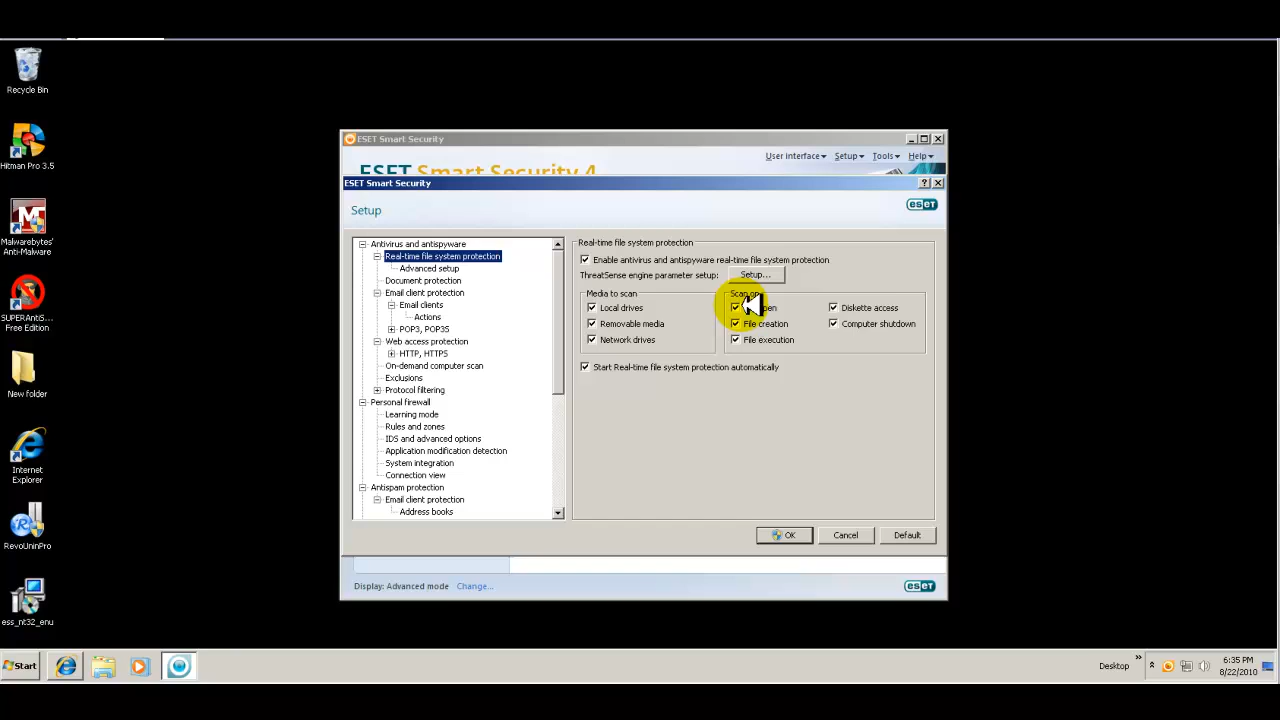 Recycle Bin
Hitman Pro 3.5
Malwarebytes'
Anti-Malware
SUPERAntiS...
Free Edition
New folder
Internet
Explorer
RevoUninPro
ess_nt32_enu
ESET Smart Security
User interface Setup Tools Help
ESET Smart Security 4
ESET Smart Security
Setup
eset
Antivirus and antispyware
Real-time file system protection
Advanced setup
Document protection
Email client protection
Email clients
Actions
POP3, POP3S
Web access protection
HTTP, HTTPS
On-demand computer scan
Exclusions
Protocol filtering
Personal firewall
Learning mode
Rules and zones
IDS and advanced options
Application modification detection
System integration
Connection view
Antispam protection
Email client protection
Address books
Real-time file system protection
Enable antivirus and antispyware real-time file system protection
ThreatSense engine parameter setup: Setup...
Media to scan
Local drives
Removable media
Network drives
Scan on
Diskette access
File creation
Computer shutdown
File execution
Start Real-time file system protection automatically
OK Cancel Default
Display: Advanced mode Change...
eset
Start
Desktop
6:35 PM
8/22/2010